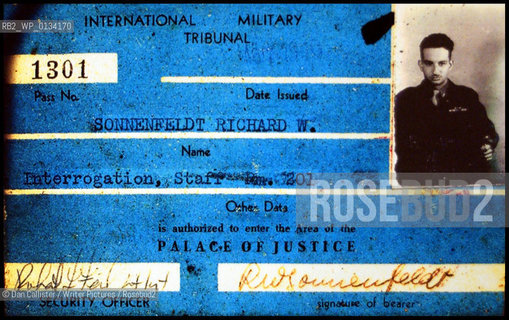 RB2_WP_0134170
INTERNATIONAL MILITARY
TRIBUNAL
1301
Pass No.
Date Issued
SONNENFELDT RICHARD W.
Name
Interrogation, Staff Rm. 201
Other Data
ROSEBUD2
is authorized to enter the Area of the
PALACE OF JUSTICE
RWSonnenfeldt
SECURITY OFFICER
signature of bearer
© Dan Callister / Writer Pictures / Rosebud2